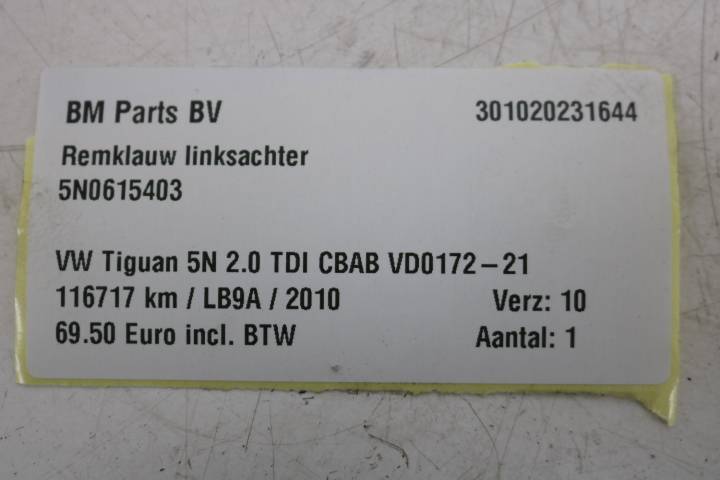 BM Parts BV 301020231644
Remklauw linksachter
5N0615403
VW Tiguan 5N 2.0 TDI CBAB VD0172-21
116717 km / LB9A / 2010 Verz: 10
69.50 Euro incl. BTW Aantal: 1